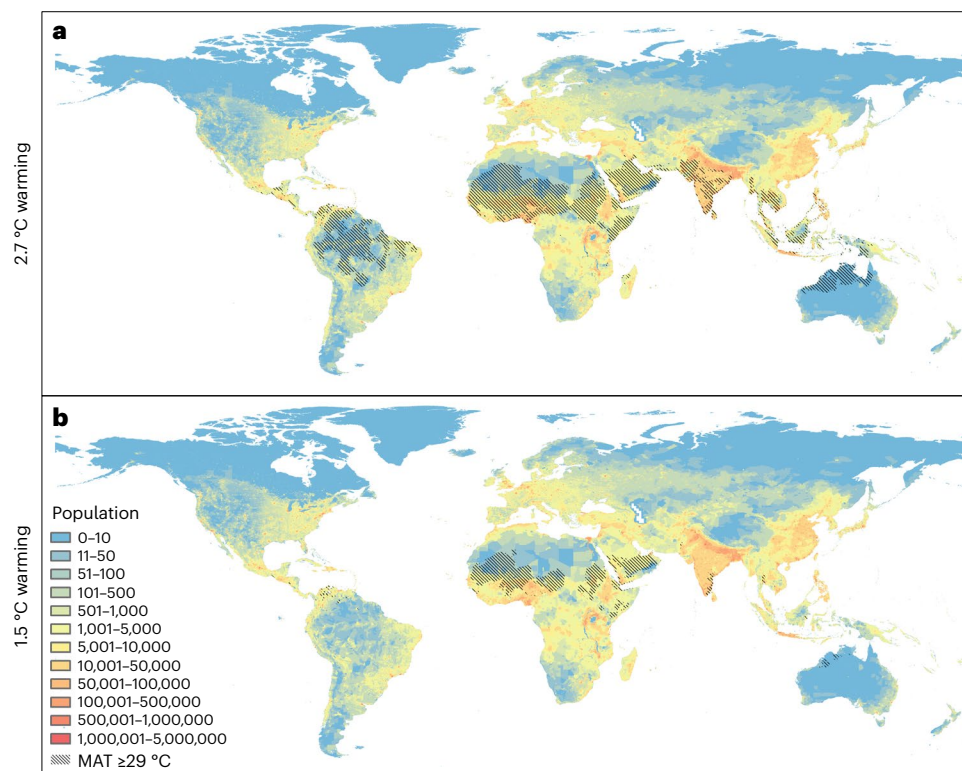 a
2.7 °C warming
b
1.5 °C warming
Population
0–10
11–50
51–100
101–500
501–1,000
1,001–5,000
5,001–10,000
10,001–50,000
50,001–100,000
100,001–500,000
500,001–1,000,000
1,000,001–5,000,000
MAT ≥29 °C